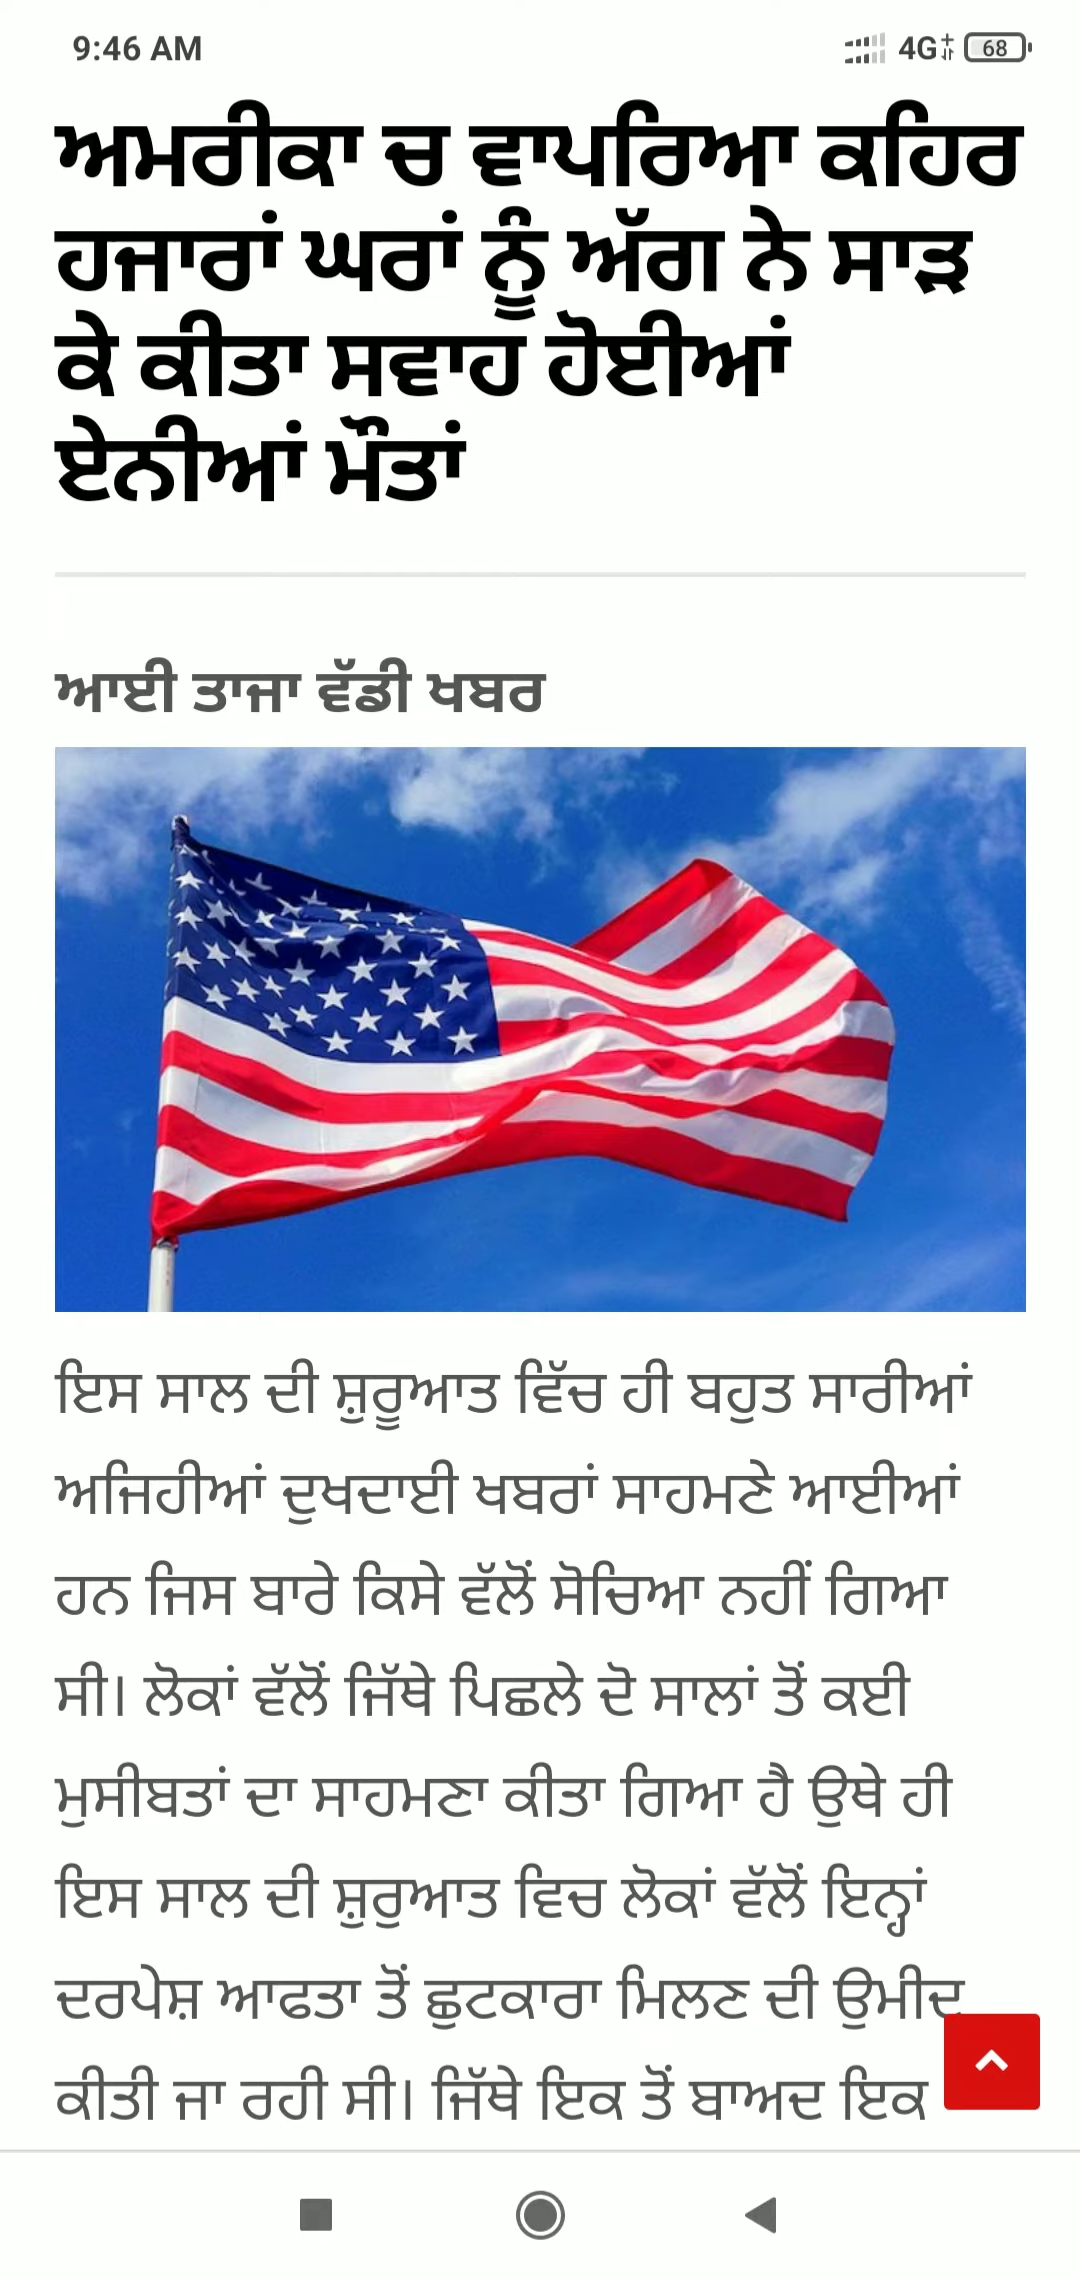 9:46 AM
4G+
68
ਅਮਰੀਕਾ ਚ ਵਾਪਰਿਆ ਕਹਿਰ
ਹਜਾਰਾਂ ਘਰਾਂ ਨੂੰ ਅੱਗ ਨੇ ਸਾੜ
ਕੇ ਕੀਤਾ ਸਵਾਹ ਹੋਈਆਂ
ਏਨੀਆਂ ਮੌਤਾਂ
ਆਈ ਤਾਜਾ ਵੱਡੀ ਖਬਰ
ਇਸ ਸਾਲ ਦੀ ਸ਼ੁਰੂਆਤ ਵਿੱਚ ਹੀ ਬਹੁਤ ਸਾਰੀਆਂ
ਅਜਿਹੀਆਂ ਦੁਖਦਾਈ ਖਬਰਾਂ ਸਾਹਮਣੇ ਆਈਆਂ
ਹਨ ਜਿਸ ਬਾਰੇ ਕਿਸੇ ਵੱਲੋਂ ਸੋਚਿਆ ਨਹੀਂ ਗਿਆ
ਸੀ। ਲੋਕਾਂ ਵੱਲੋਂ ਜਿੱਥੇ ਪਿਛਲੇ ਦੋ ਸਾਲਾਂ ਤੋਂ ਕਈ
ਮੁਸੀਬਤਾਂ ਦਾ ਸਾਹਮਣਾ ਕੀਤਾ ਗਿਆ ਹੈ ਉਥੇ ਹੀ
ਇਸ ਸਾਲ ਦੀ ਸ਼ੁਰੁਆਤ ਵਿਚ ਲੋਕਾਂ ਵੱਲੋਂ ਇਨ੍ਹਾਂ
ਦਰਪੇਸ਼ ਆਫਤਾ ਤੋਂ ਛੁਟਕਾਰਾ ਮਿਲਣ ਦੀ ਉਮੀਦ
ਕੀਤੀ ਜਾ ਰਹੀ ਸੀ। ਜਿੱਥੇ ਇਕ ਤੋਂ ਬਾਅਦ ਇਕ